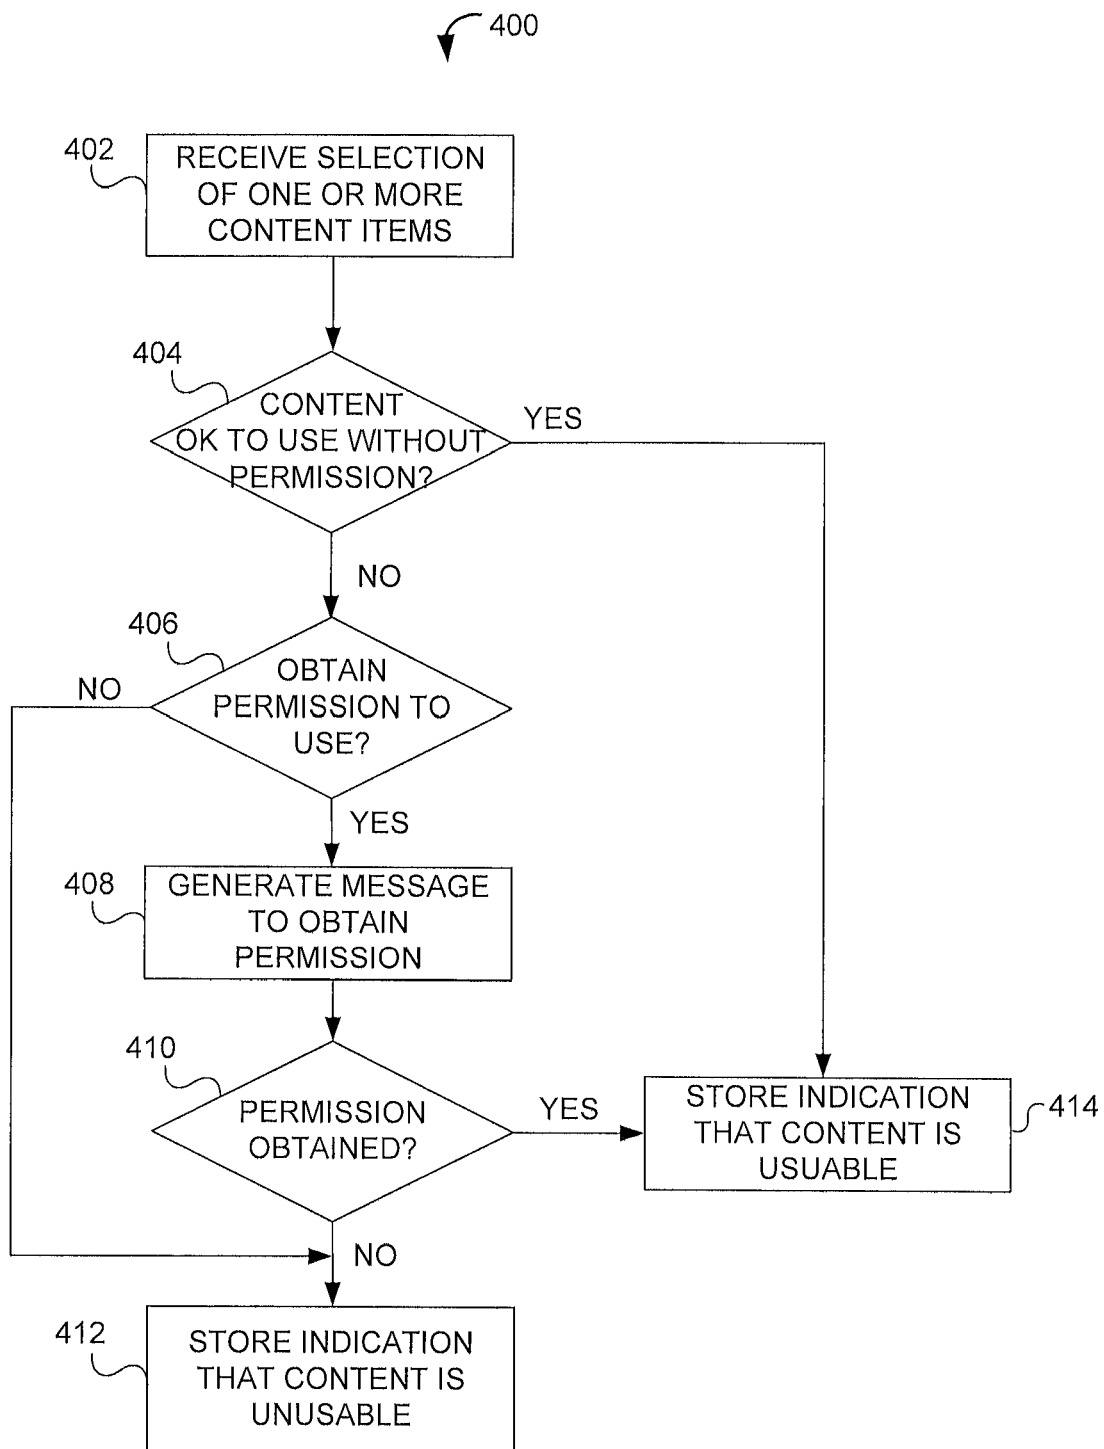 400
402
RECEIVE SELECTION
OF ONE OR MORE
CONTENT ITEMS
404
CONTENT
OK TO USE WITHOUT
PERMISSION?
YES
NO
406
OBTAIN
PERMISSION TO
USE?
NO
YES
408
GENERATE MESSAGE
TO OBTAIN
PERMISSION
410
PERMISSION
OBTAINED?
YES
STORE INDICATION
THAT CONTENT IS
USUABLE
414
NO
412
STORE INDICATION
THAT CONTENT IS
UNUSABLE